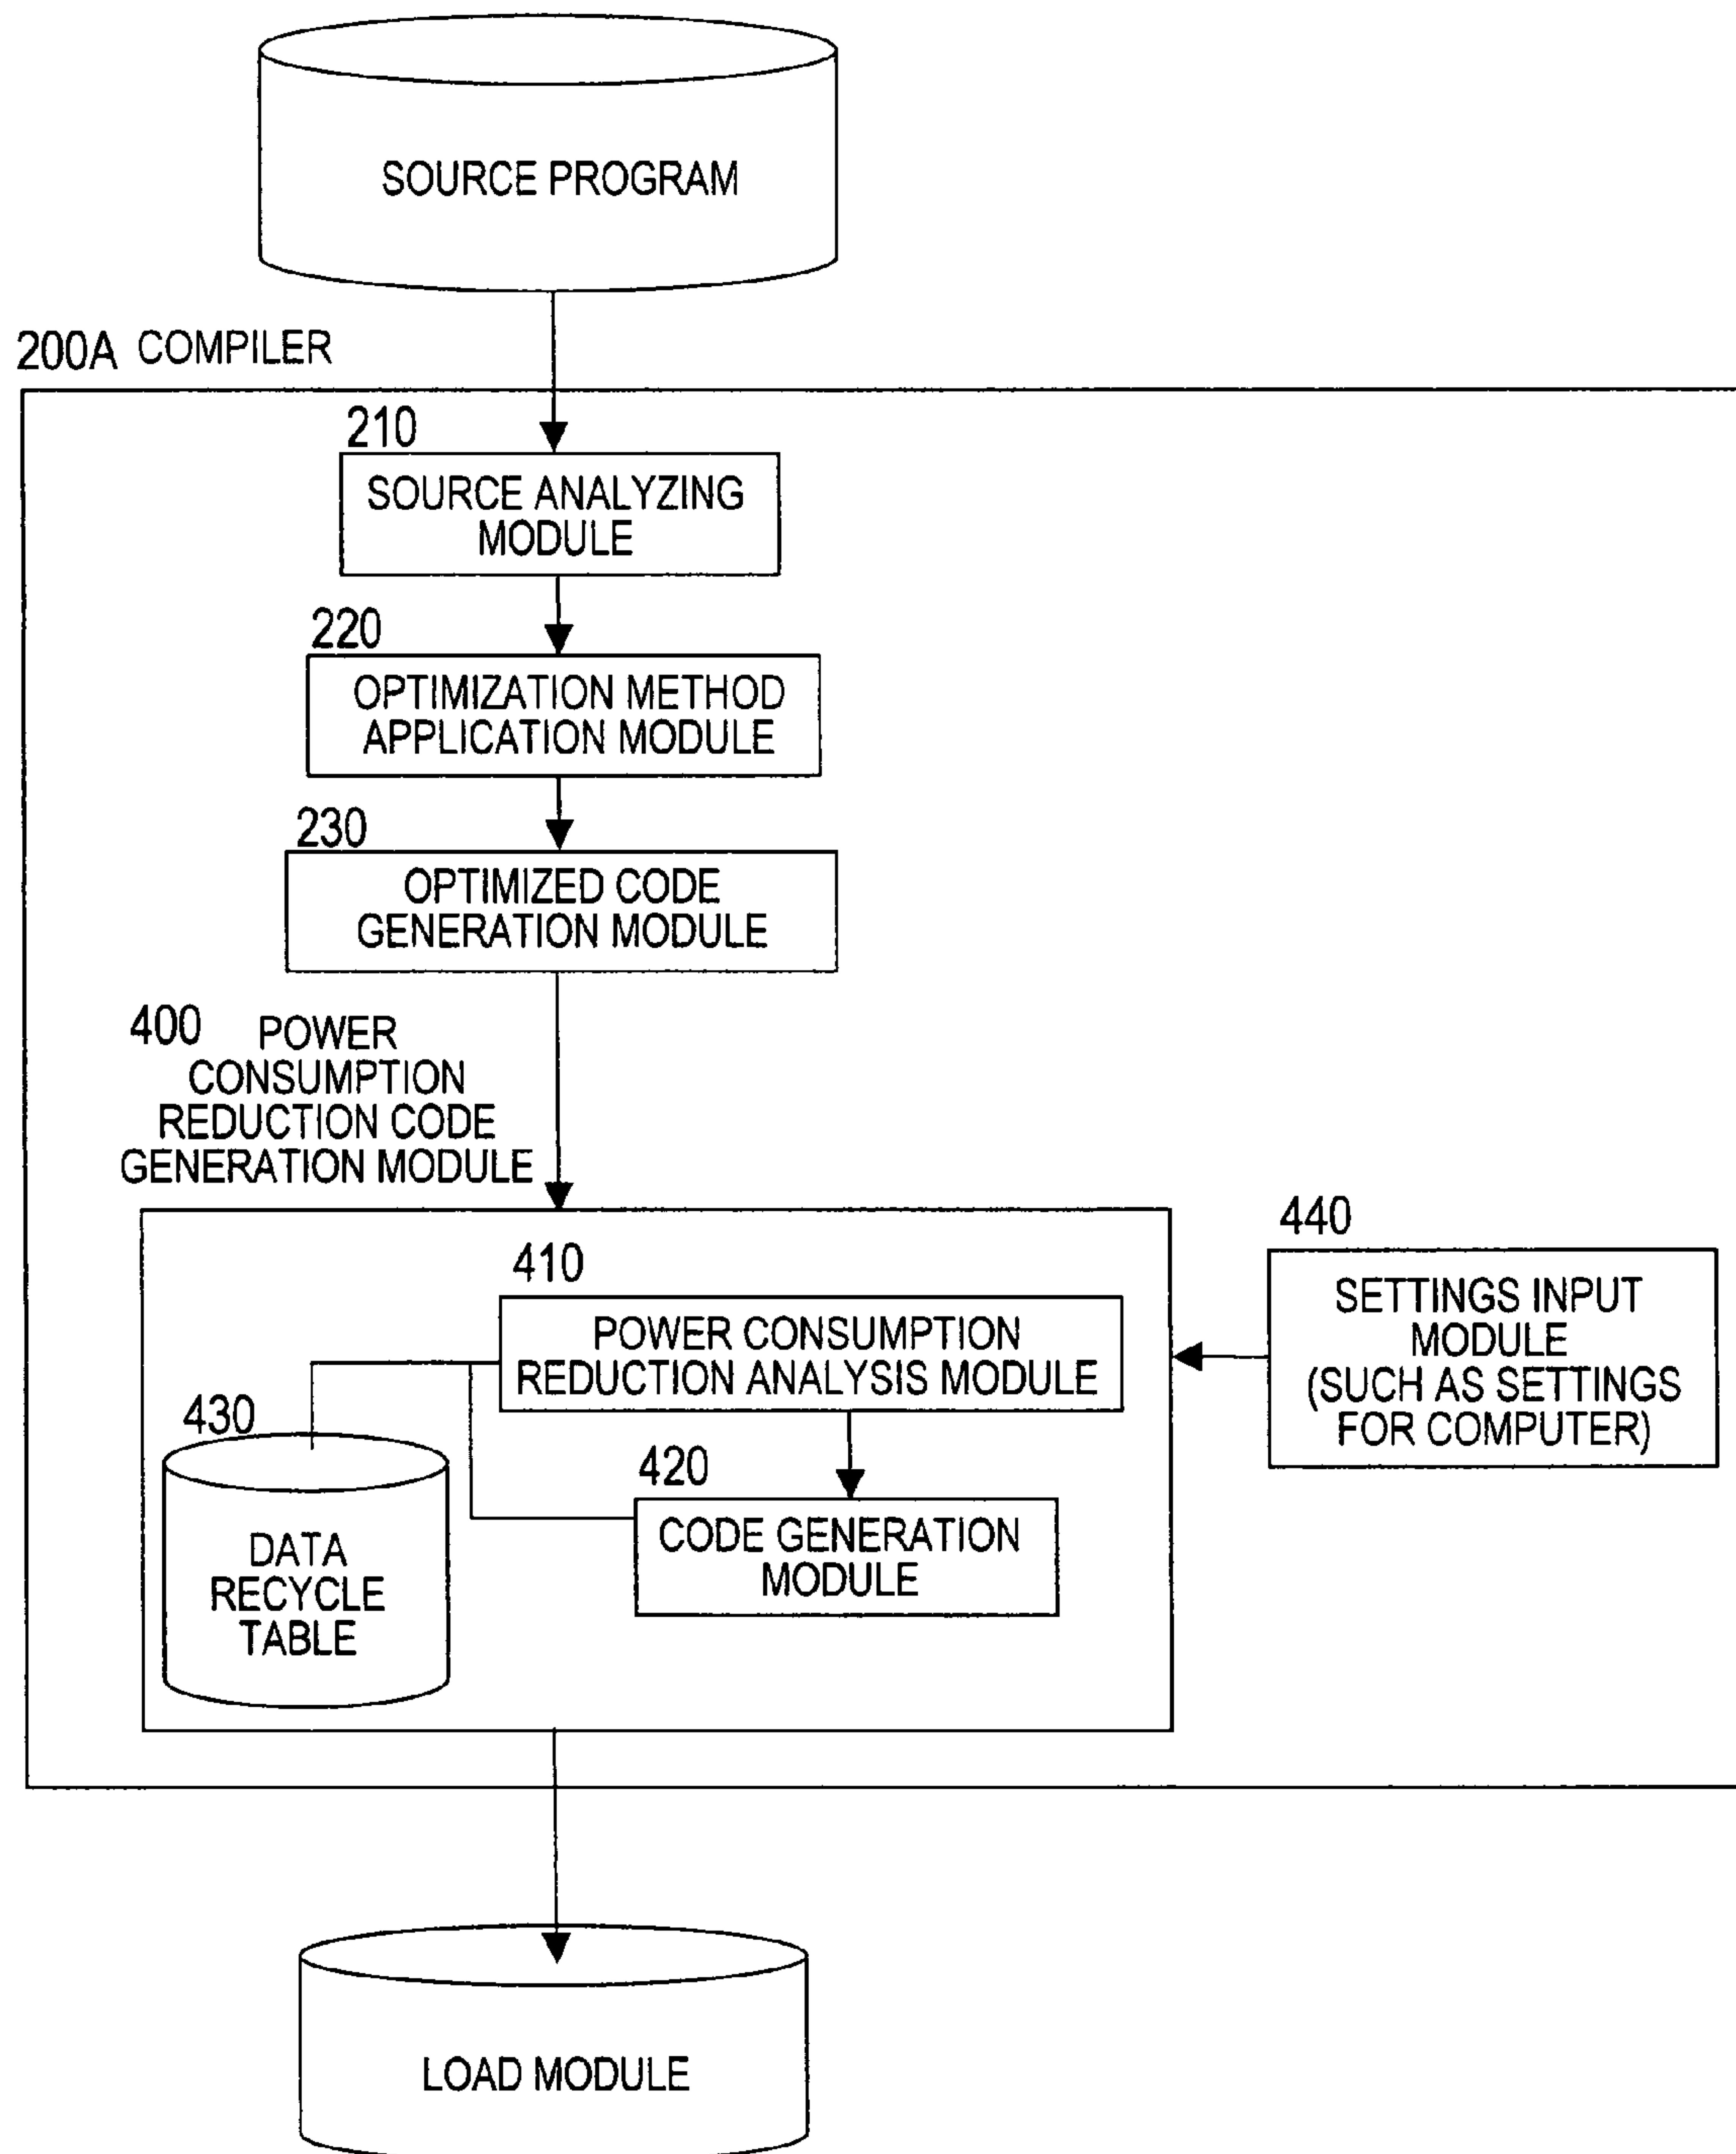 SOURCE PROGRAM
200A COMPILER
210
SOURCE ANALYZING
MODULE
220
OPTIMIZATION METHOD
APPLICATION MODULE
230
OPTIMIZED CODE
GENERATION MODULE
400 POWER
CONSUMPTION
REDUCTION CODE
GENERATION MODULE
440
SETTINGS INPUT
MODULE
(SUCH AS SETTINGS
FOR COMPUTER)
410
POWER CONSUMPTION
REDUCTION ANALYSIS MODULE
430
DATA
RECYCLE
TABLE
420
CODE GENERATION
MODULE
LOAD MODULE